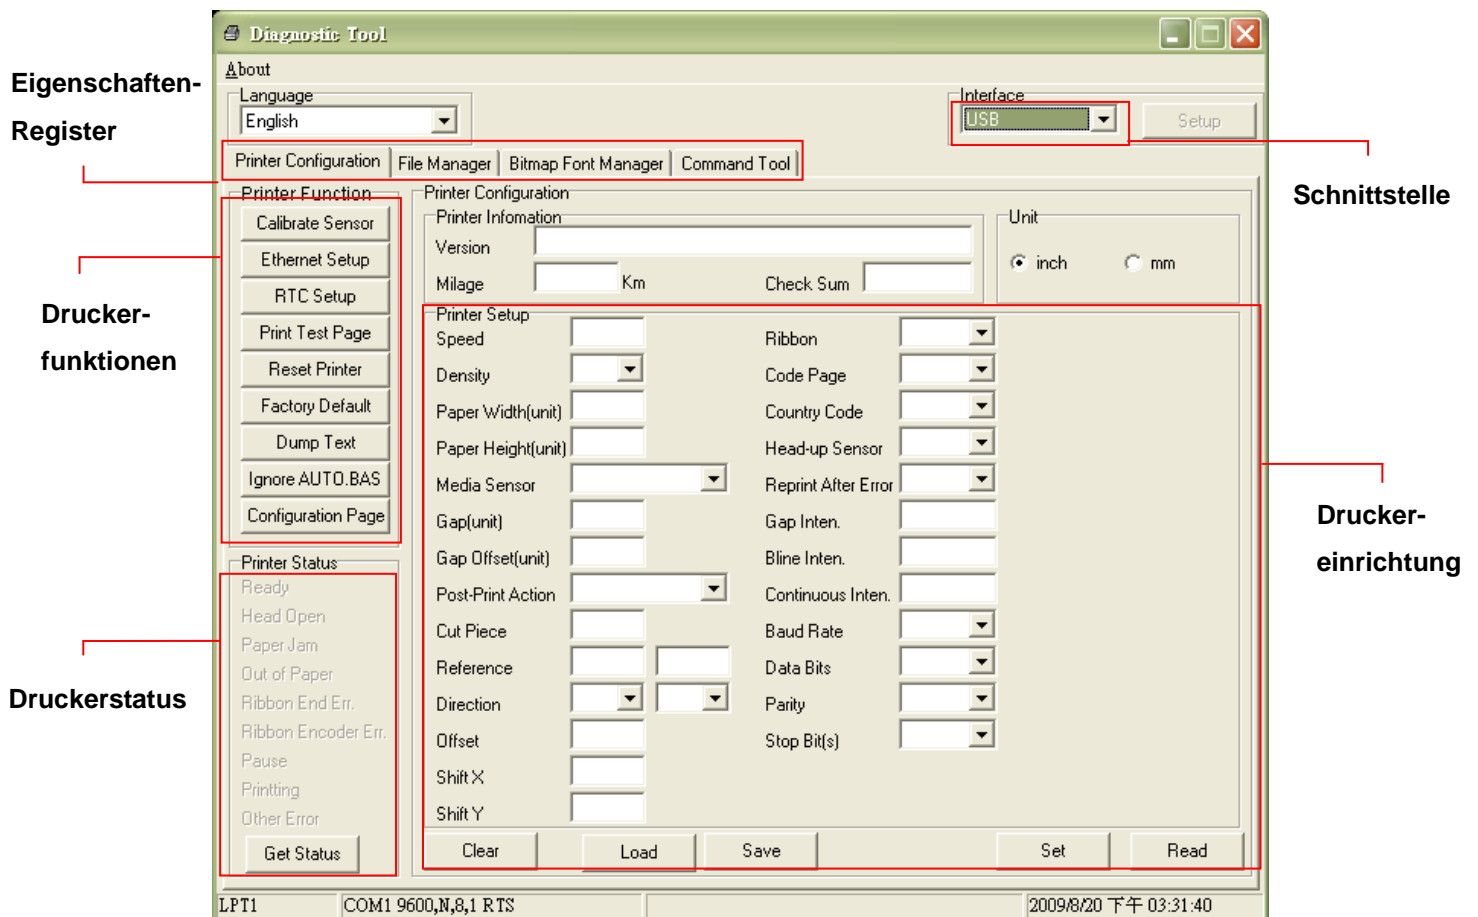 Diagnostic Tool
About
Eigenschaften-
Register
Language
English
Interface
USB
Setup
Schnittstelle
Printer Configuration
File Manager
Bitmap Font Manager
Command Tool
Printer Function
Calibrate Sensor
Ethernet Setup
RTC Setup
Print Test Page
Reset Printer
Factory Default
Dump Text
Ignore AUTO.BAS
Configuration Page
Drucker-
funktionen
Printer Status
Ready
Head Open
Paper Jam
Out of Paper
Ribbon End Err.
Ribbon Encoder Err.
Pause
Printting
Other Error
Get Status
Druckerstatus
Printer Configuration
Printer Infomation
Version
Milage
Km
Check Sum
Unit
inch
mm
Printer Setup
Speed
Density
Paper Width(unit)
Paper Height(unit)
Media Sensor
Gap(unit)
Gap Offset(unit)
Post-Print Action
Cut Piece
Reference
Direction
Offset
Shift X
Shift Y
Ribbon
Code Page
Country Code
Head-up Sensor
Reprint After Error
Gap Inten.
Bline Inten.
Continuous Inten.
Baud Rate
Data Bits
Parity
Stop Bit(s)
Clear
Load
Save
Set
Read
Drucker-
einrichtung
LPT1
COM1 9600,N,8,1 RTS
2009/8/20 下午 03:31:40